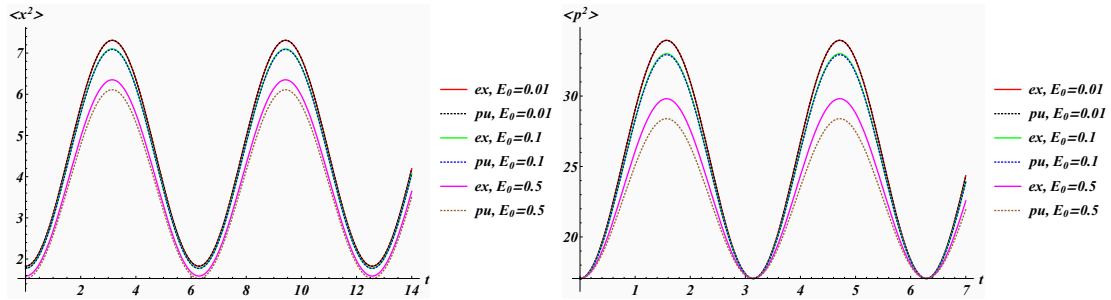 <x²>
7
6
5
4
3
2
2 4 6 8 10 12 14 t
ex, E₀=0.01
pu, E₀=0.01
ex, E₀=0.1
pu, E₀=0.1
ex, E₀=0.5
pu, E₀=0.5
<p²>
30
25
20
1 2 3 4 5 6 7 t
ex, E₀=0.01
pu, E₀=0.01
ex, E₀=0.1
pu, E₀=0.1
ex, E₀=0.5
pu, E₀=0.5